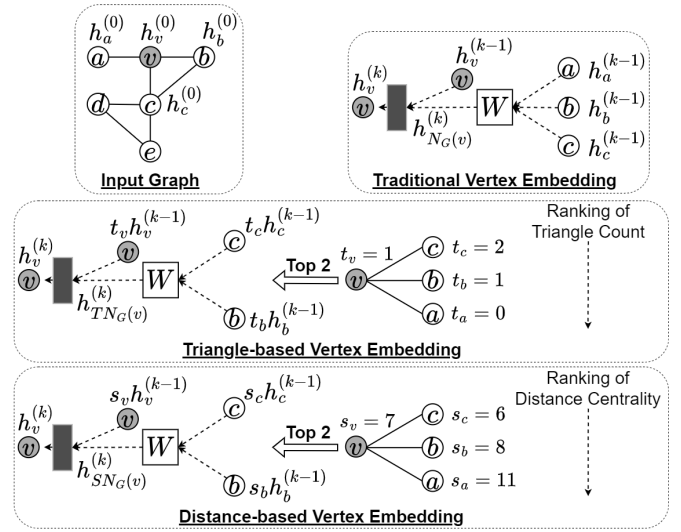 h_a^{(0)} h_v^{(0)} h_b^{(0)}
a v b
d c h_c^{(0)}
e
Input Graph
h_v^{(k)} h_v^{(k-1)} a h_a^{(k-1)}
v v W b h_b^{(k-1)}
h_{N_G(v)}^{(k)} c h_c^{(k-1)}
Traditional Vertex Embedding
h_v^{(k)} t_v h_v^{(k-1)} t_c h_c^{(k-1)}
v v W c
h_{TN_G(v)}^{(k)} b t_b h_b^{(k-1)}
Top 2
t_v = 1 c t_c = 2
v b t_b = 1
a t_a = 0
Ranking of
Triangle Count
Triangle-based Vertex Embedding
h_v^{(k)} s_v h_v^{(k-1)} s_c h_c^{(k-1)}
v v W c
h_{SN_G(v)}^{(k)} b s_b h_b^{(k-1)}
Top 2
s_v = 7 c s_c = 6
v b s_b = 8
a s_a = 11
Ranking of
Distance Centrality
Distance-based Vertex Embedding